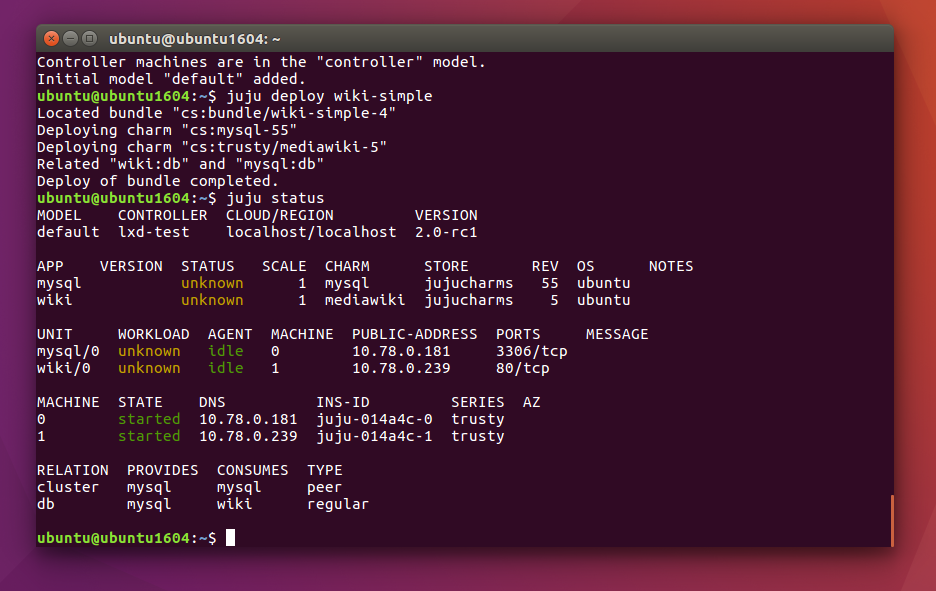 ubuntu@ubuntu1604: ~
Controller machines are in the "controller" model.
Initial model "default" added.
ubuntu@ubuntu1604:~$ juju deploy wiki-simple
Located bundle "cs:bundle/wiki-simple-4"
Deploying charm "cs:mysql-55"
Deploying charm "cs:trusty/mediawiki-5"
Related "wiki:db" and "mysql:db"
Deploy of bundle completed.
ubuntu@ubuntu1604:~$ juju status
MODEL    CONTROLLER  CLOUD/REGION         VERSION
default  lxd-test    localhost/localhost  2.0-rc1
APP    VERSION  STATUS   SCALE  CHARM      STORE       REV  OS      NOTES
mysql           unknown      1  mysql      jujucharms   55  ubuntu
wiki            unknown      1  mediawiki  jujucharms    5  ubuntu
UNIT     WORKLOAD  AGENT  MACHINE  PUBLIC-ADDRESS  PORTS     MESSAGE
mysql/0  unknown   idle   0        10.78.0.181     3306/tcp
wiki/0   unknown   idle   1        10.78.0.239     80/tcp
MACHINE  STATE    DNS          INS-ID         SERIES  AZ
0        started  10.78.0.181  juju-014a4c-0  trusty
1        started  10.78.0.239  juju-014a4c-1  trusty
RELATION  PROVIDES  CONSUMES  TYPE
cluster   mysql     mysql     peer
db        mysql     wiki      regular
ubuntu@ubuntu1604:~$